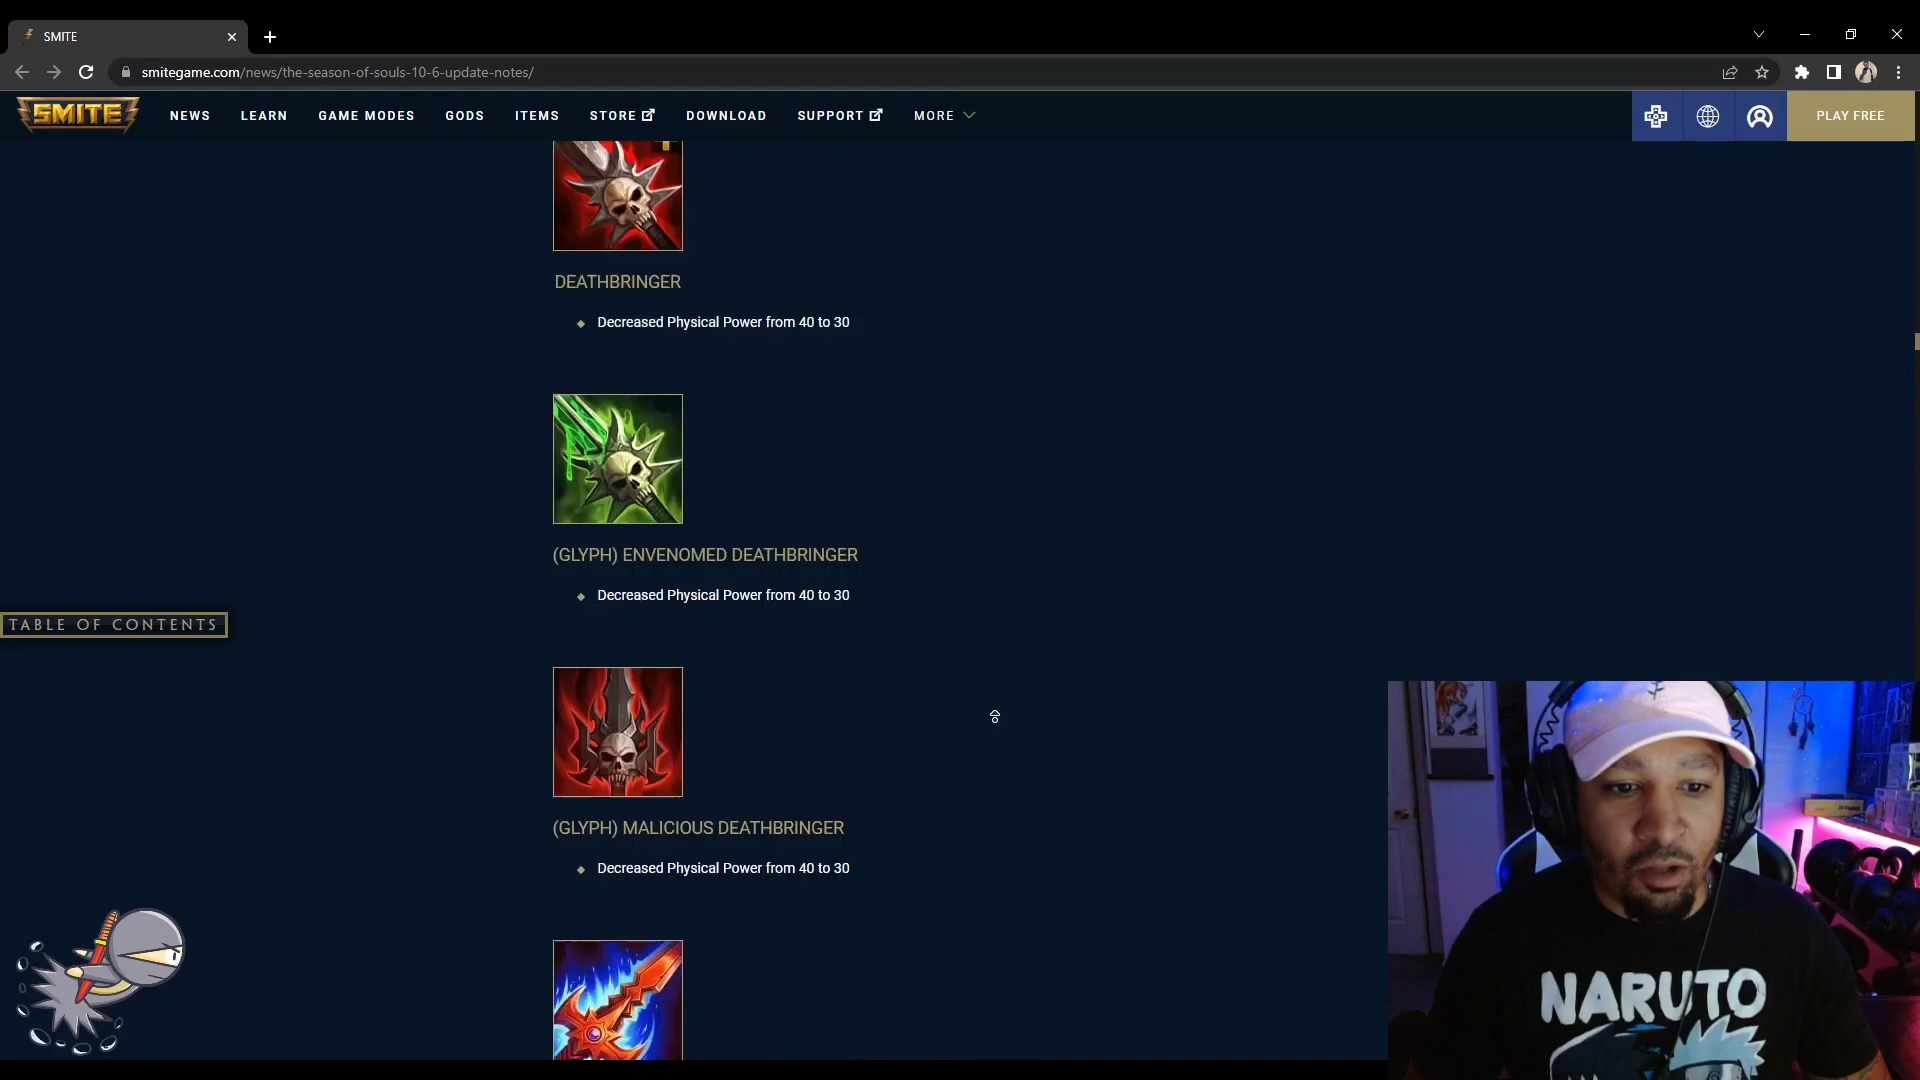 SMITE
smitegame.com/news/the-season-of-souls-10-6-update-notes/
SMITE
NEWS
LEARN
GAME MODES
GODS
ITEMS
STORE
DOWNLOAD
SUPPORT
MORE
PLAY FREE
DEATHBRINGER
Decreased Physical Power from 40 to 30
(GLYPH) ENVENOMED DEATHBRINGER
Decreased Physical Power from 40 to 30
TABLE OF CONTENTS
(GLYPH) MALICIOUS DEATHBRINGER
Decreased Physical Power from 40 to 30
NARUTO